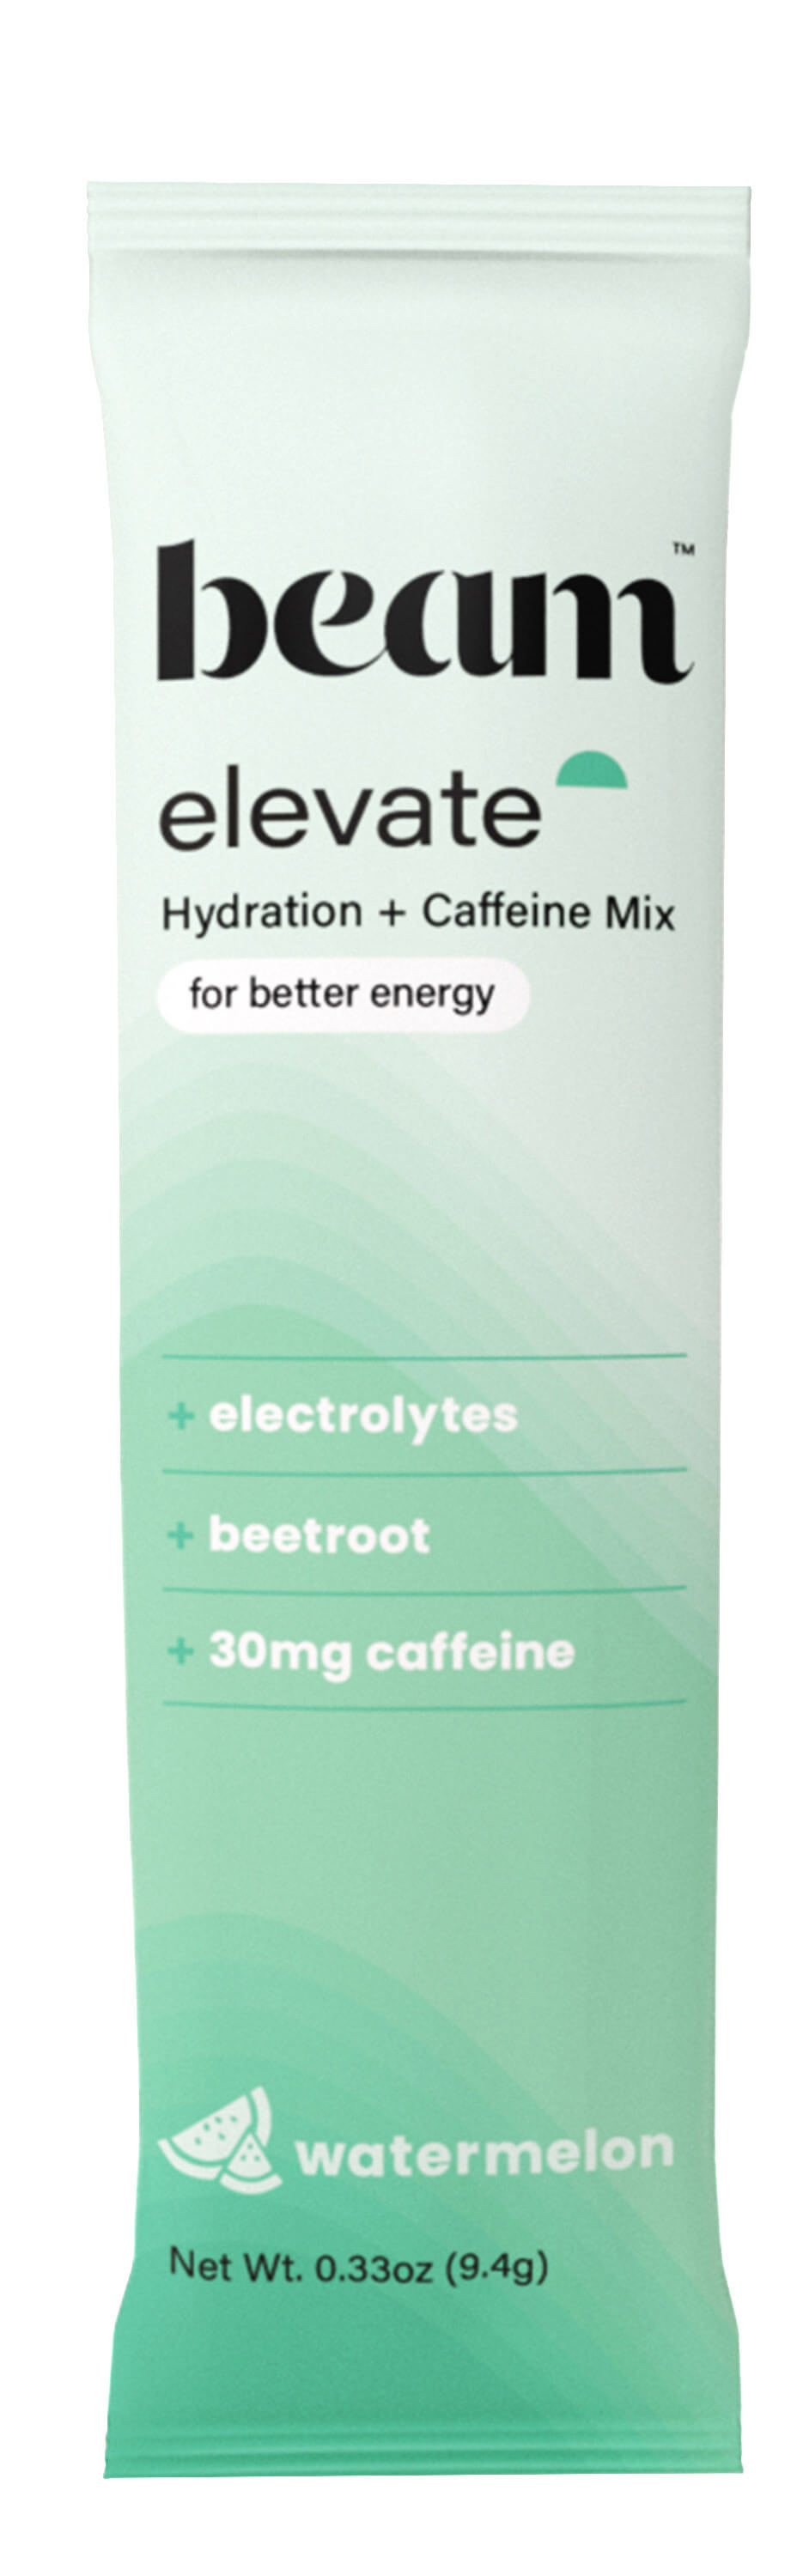 beam™
elevate
Hydration + Caffeine Mix
for better energy
+ electrolytes
+ beetroot
+ 30mg caffeine
watermelon
Net Wt. 0.33oz (9.4g)